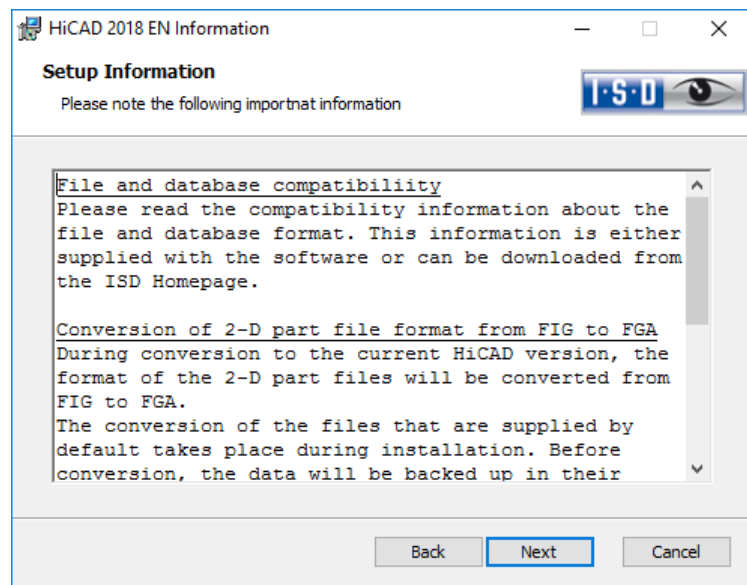 HiCAD 2018 EN Information
Setup Information
Please note the following importnat information
I·S·D
File and database compatibiliity
Please read the compatibility information about the
file and database format. This information is either
supplied with the software or can be downloaded from
the ISD Homepage.
Conversion of 2-D part file format from FIG to FGA
During conversion to the current HiCAD version, the
format of the 2-D part files will be converted from
FIG to FGA.
The conversion of the files that are supplied by
default takes place during installation. Before
conversion, the data will be backed up in their
Back Next Cancel